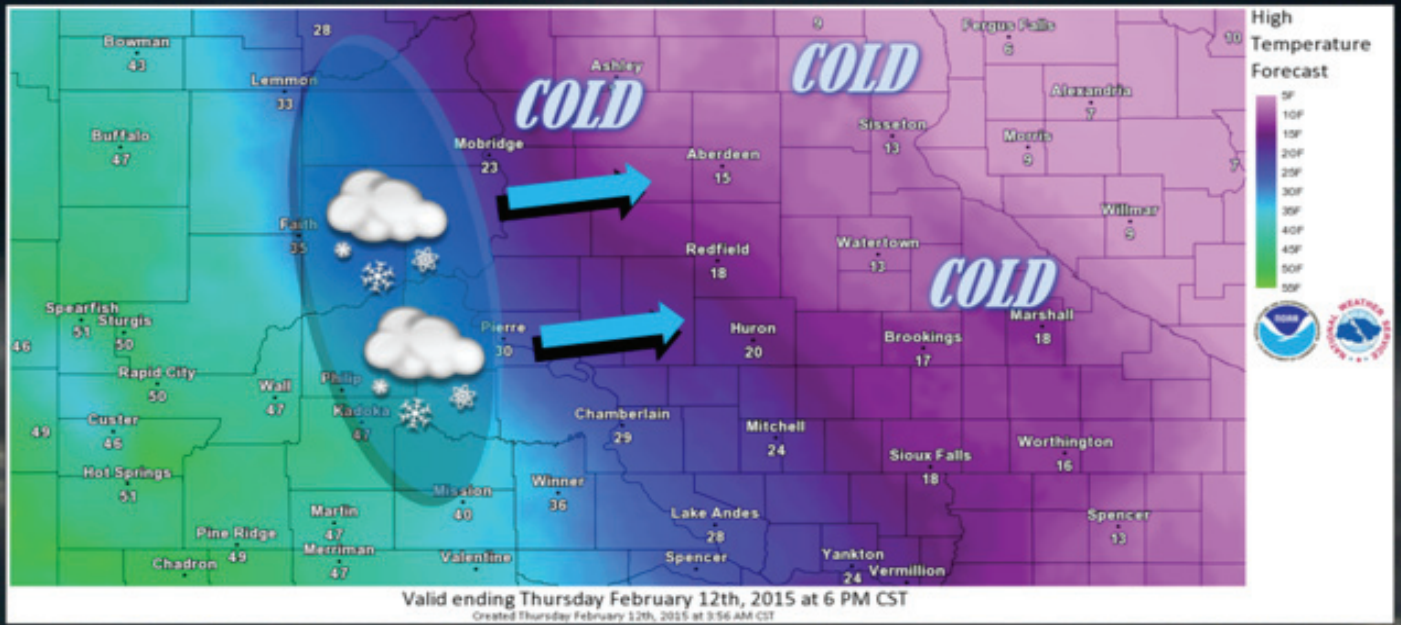 High
Temperature
Forecast
5F
10F
15F
20F
25F
30F
35F
40F
45F
50F
55F
NOAA
NATIONAL WEATHER SERVICE
28
9
Fergus Falls
6
10
Bowman
43
COLD
Ashley
COLD
Lemmon
33
Alexandria
7
Buffalo
47
Mobridge
23
Aberdeen
15
Sisseton
13
Morris
9
7
Faith
35
Redfield
18
Watertown
13
Willmar
9
COLD
Spearfish
51
Sturgis
50
46
Pierre
30
Huron
20
Brookings
17
Marshall
18
Rapid City
50
Wall
47
Philip
Kadoka
47
Custer
46
49
Chamberlain
29
Mitchell
24
Sioux Falls
18
Worthington
16
Hot Springs
51
Mission
40
Winner
36
Martin
47
Lake Andes
28
Spencer
13
Pine Ridge
49
Merriman
47
Chadron
Valentine
Spencer
Yankton
24
Vermillion
Valid ending Thursday February 12th, 2015 at 6 PM CST
Created Thursday February 12th, 2015 at 3:56 AM CST